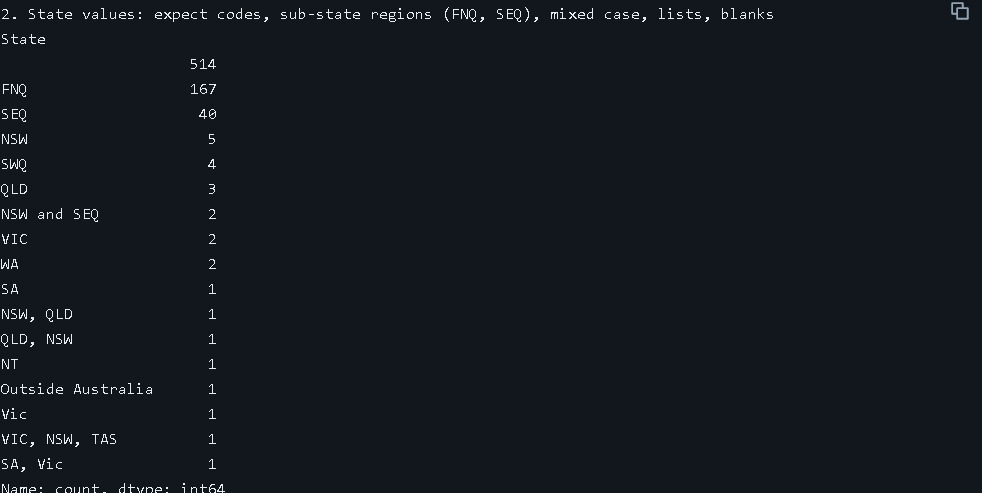 2. State values: expect codes, sub-state regions (FNQ, SEQ), mixed case, lists, blanks
State
514
FNQ 167
SEQ 40
NSW 5
SWQ 4
QLD 3
NSW and SEQ 2
VIC 2
WA 2
SA 1
NSW, QLD 1
QLD, NSW 1
NT 1
Outside Australia 1
Vic 1
VIC, NSW, TAS 1
SA, Vic 1
Name: count, dtype: int64